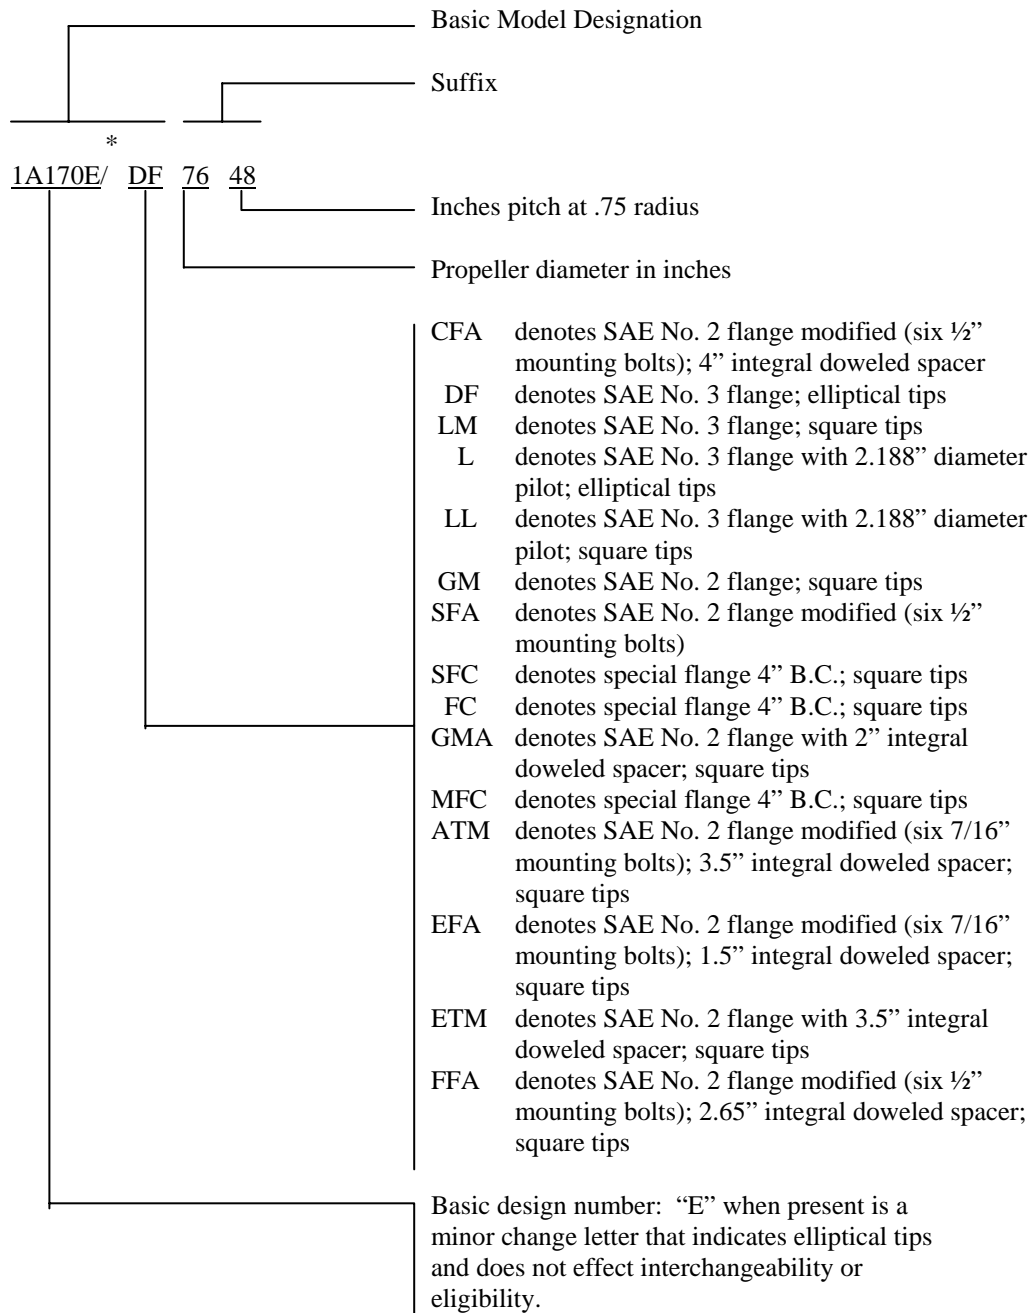 Basic Model Designation
Suffix
*
1A170E/ DF 76 48
Inches pitch at .75 radius
Propeller diameter in inches
CFA denotes SAE No. 2 flange modified (six ½”
mounting bolts); 4” integral doweled spacer
DF denotes SAE No. 3 flange; elliptical tips
LM denotes SAE No. 3 flange; square tips
L denotes SAE No. 3 flange with 2.188” diameter
pilot; elliptical tips
LL denotes SAE No. 3 flange with 2.188” diameter
pilot; square tips
GM denotes SAE No. 2 flange; square tips
SFA denotes SAE No. 2 flange modified (six ½”
mounting bolts)
SFC denotes special flange 4” B.C.; square tips
FC denotes special flange 4” B.C.; square tips
GMA denotes SAE No. 2 flange with 2” integral
doweled spacer; square tips
MFC denotes special flange 4” B.C.; square tips
ATM denotes SAE No. 2 flange modified (six 7/16”
mounting bolts); 3.5” integral doweled spacer;
square tips
EFA denotes SAE No. 2 flange modified (six 7/16”
mounting bolts); 1.5” integral doweled spacer;
square tips
ETM denotes SAE No. 2 flange with 3.5” integral
doweled spacer; square tips
FFA denotes SAE No. 2 flange modified (six ½”
mounting bolts); 2.65” integral doweled spacer;
square tips
Basic design number: “E” when present is a
minor change letter that indicates elliptical tips
and does not effect interchangeability or
eligibility.